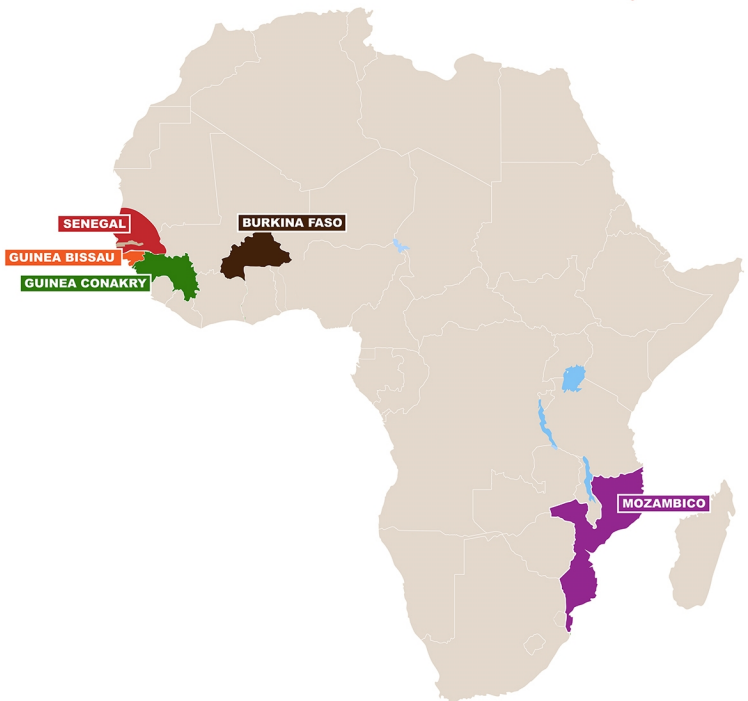 SENEGAL
BURKINA FASO
GUINEA BISSAU
GUINEA CONAKRY
MOZAMBICO